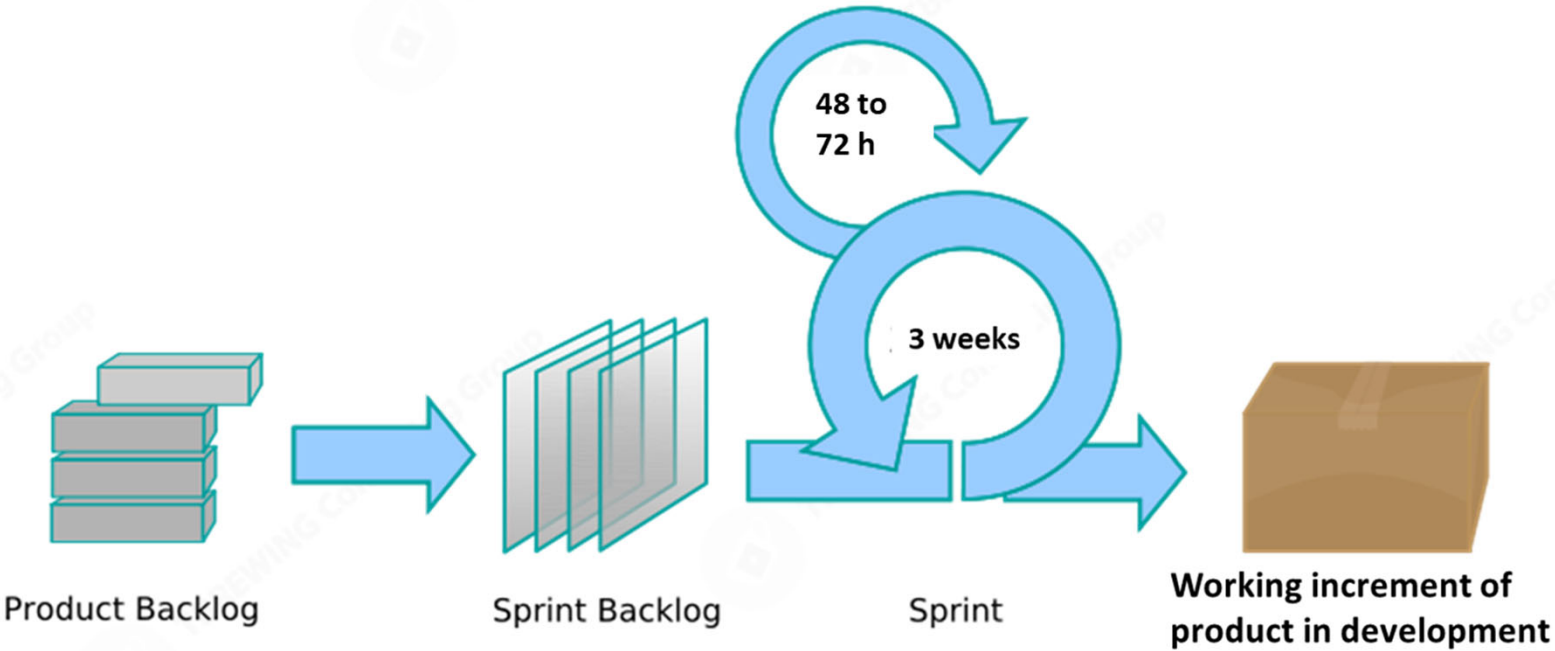 48 to
72 h
3 weeks
Product Backlog
Sprint Backlog
Sprint
Working increment of
product in development